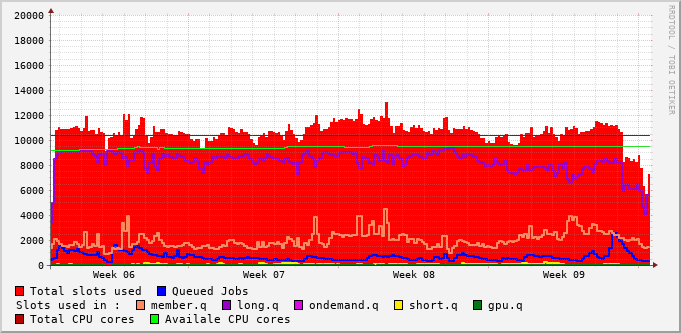 20000
18000
16000
14000
12000
10000
8000
6000
4000
2000
0
Week 06 Week 07 Week 08 Week 09
RRDTOOL / TOBI OETIKER
Total slots used Queued Jobs
Slots used in : member.q long.q ondemand.q short.q gpu.q
Total CPU cores Availale CPU cores